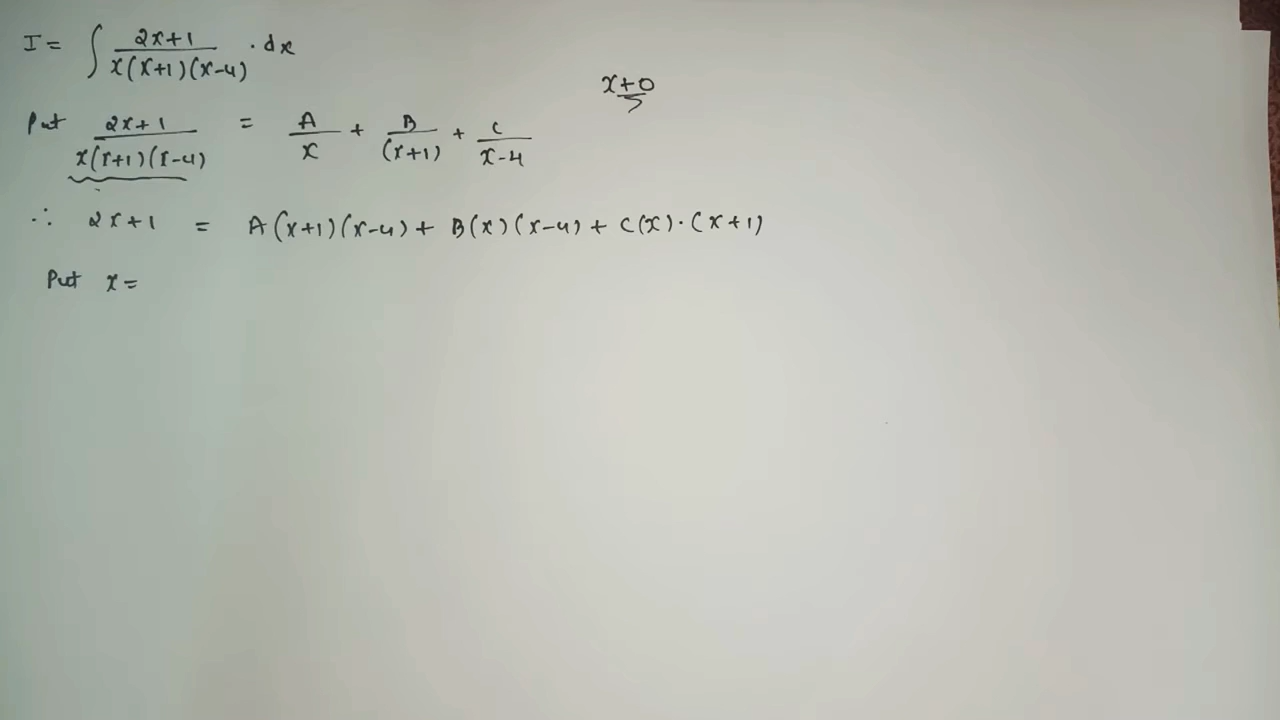 I = ∫ 2x+1 / x(x+1)(x-4) · dx
x+0
Put 2x+1 / x(x+1)(x-4) = A / x + B / (x+1) + C / x-4
∴ 2x+1 = A(x+1)(x-4) + B(x)(x-4) + C(x)·(x+1)
Put x =